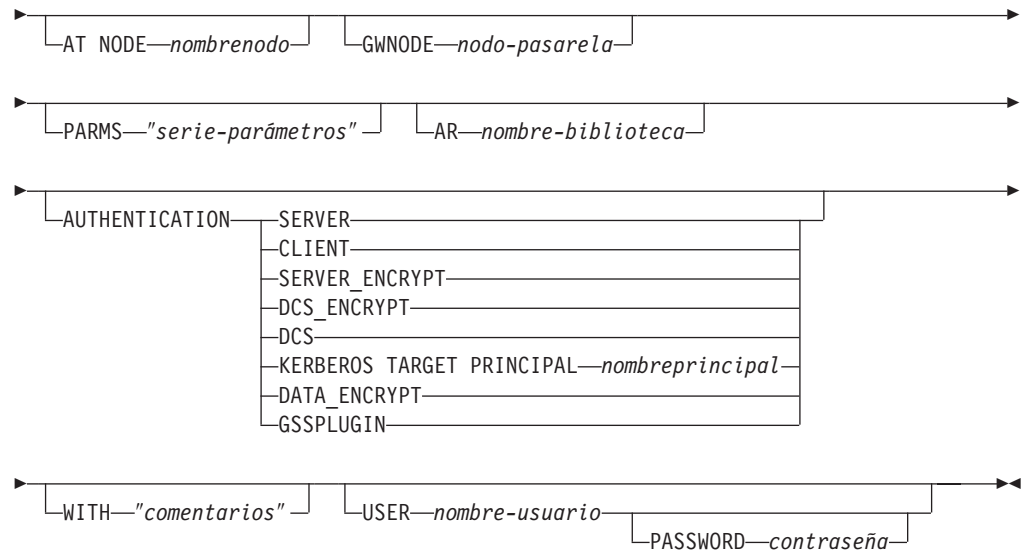 AT NODE nombrenodo GWNODE nodo-pasarela
PARMS "serie-parámetros" AR nombre-biblioteca
AUTHENTICATION SERVER
CLIENT
SERVER_ENCRYPT
DCS_ENCRYPT
DCS
KERBEROS TARGET PRINCIPAL nombreprincipal
DATA_ENCRYPT
GSSPLUGIN
WITH "comentarios" USER nombre-usuario
PASSWORD contraseña